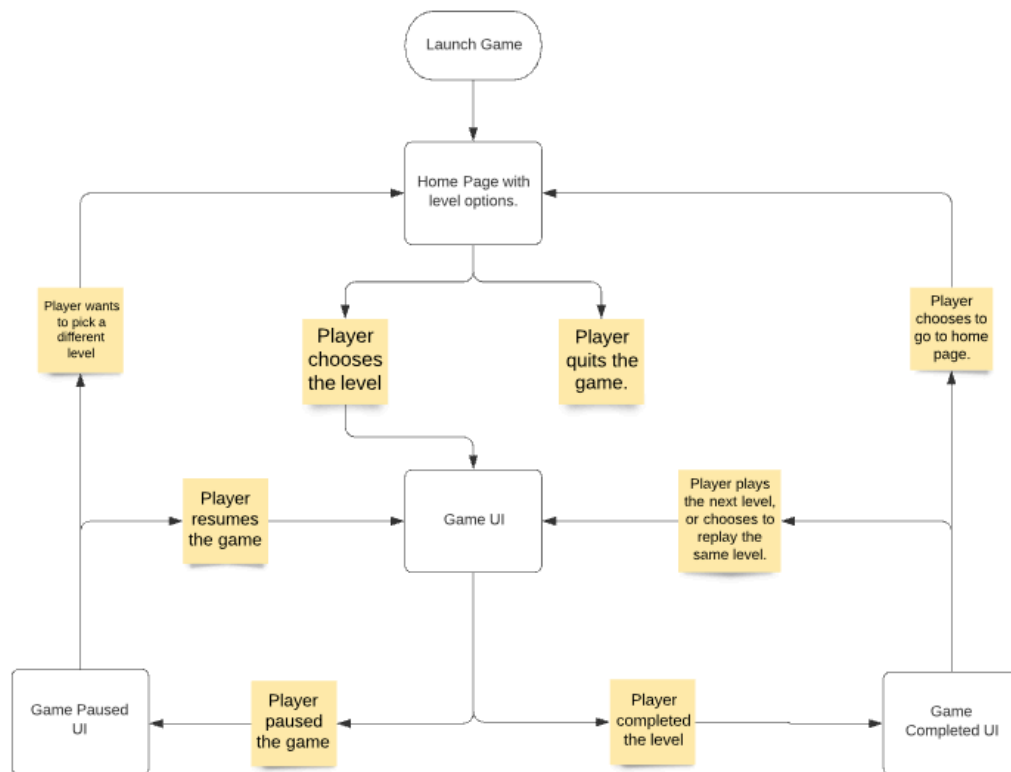 Launch Game
Home Page with
level options.
Player wants
to pick a
different
level
Player
chooses
the level
Player
quits the
game.
Player
chooses to
go to home
page.
Player
resumes
the game
Game UI
Player plays
the next level,
or chooses to
replay the
same level.
Game Paused
UI
Player
paused
the game
Player
completed
the level
Game
Completed UI